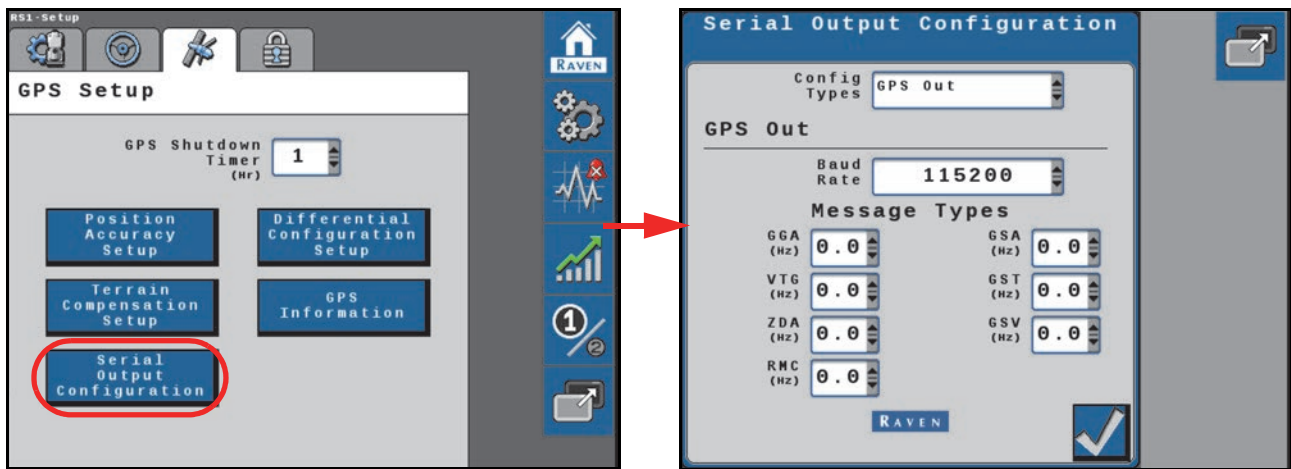 RS1-Setup
RAVEN
GPS Setup
GPS Shutdown
Timer
(Hr)
1
Position
Accuracy
Setup
Differential
Configuration
Setup
Terrain
Compensation
Setup
GPS
Information
Serial
Output
Configuration
1/2
Serial Output Configuration
Config
Types
GPS Out
GPS Out
Baud
Rate
115200
Message Types
GGA
(Hz)
0.0
GSA
(Hz)
0.0
VTG
(Hz)
0.0
GST
(Hz)
0.0
ZDA
(Hz)
0.0
GSV
(Hz)
0.0
RMC
(Hz)
0.0
RAVEN